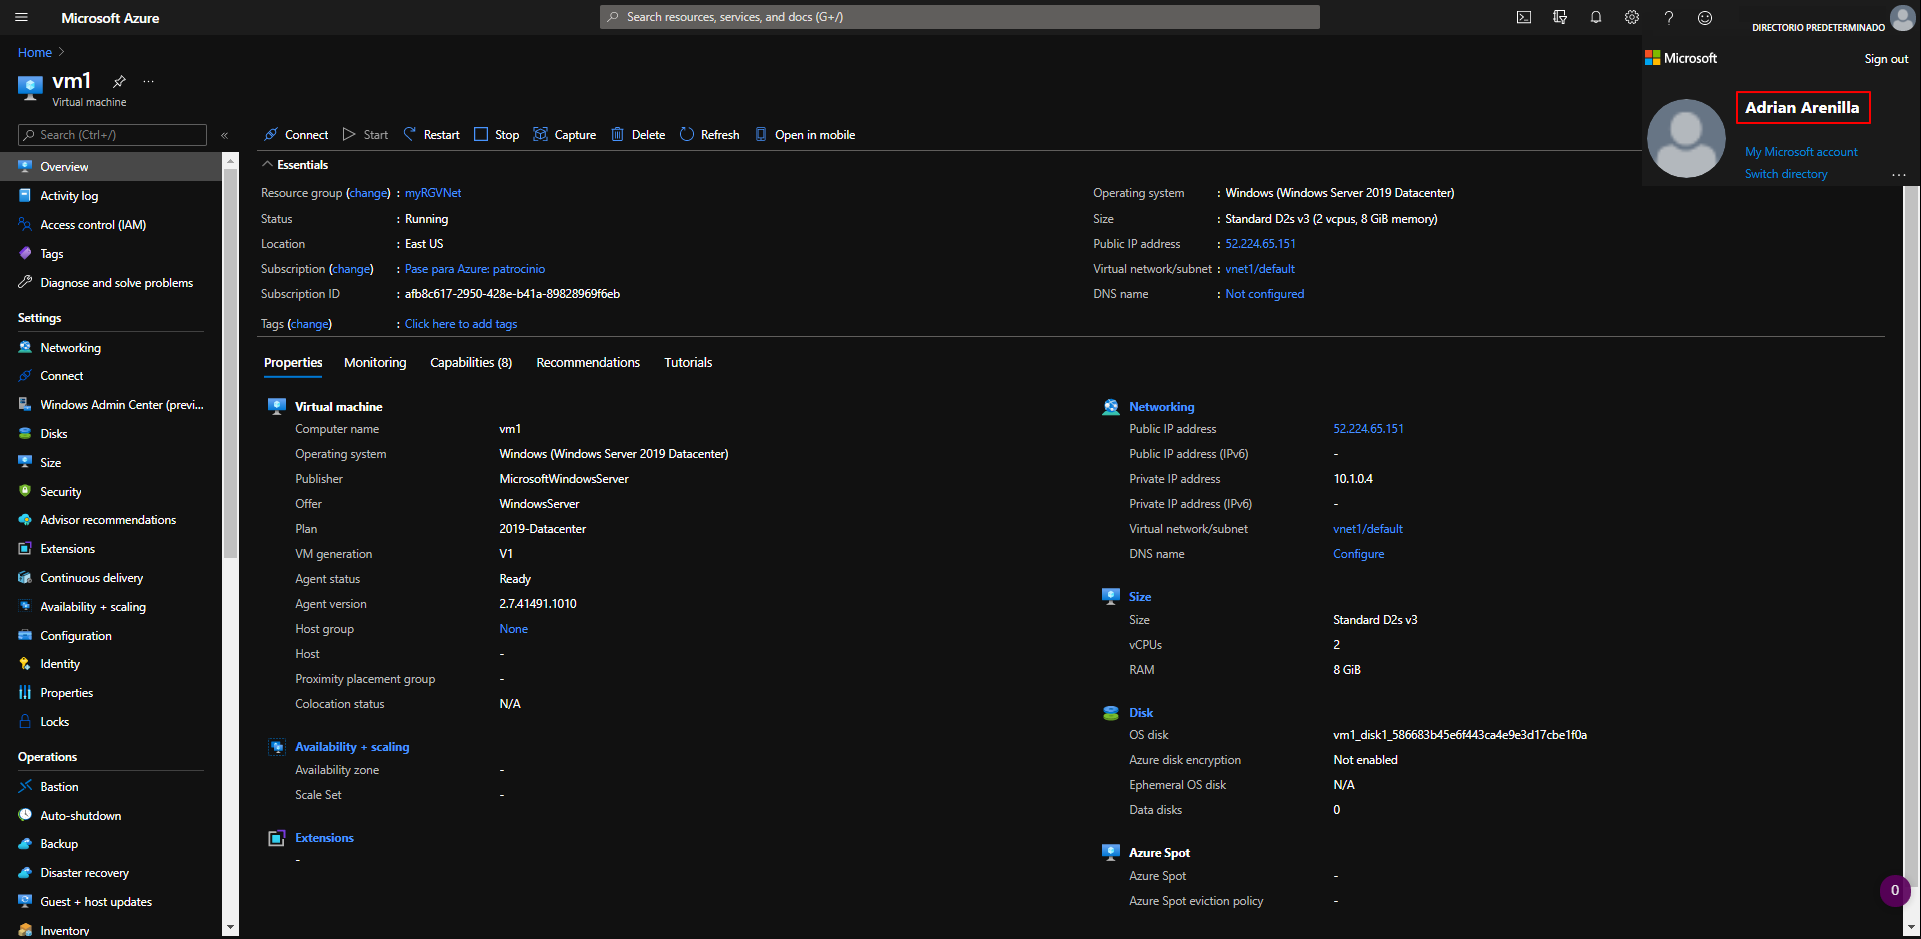 Microsoft Azure
Search resources, services, and docs (G+/)
DIRECTORIO PREDETERMINADO
Microsoft
Sign out
Adrian Arenilla
My Microsoft account
Switch directory
...
Home >
vm1
...
Virtual machine
Search (Ctrl+/)
«
Overview
Activity log
Access control (IAM)
Tags
Diagnose and solve problems
Settings
Networking
Connect
Windows Admin Center (previ...
Disks
Size
Security
Advisor recommendations
Extensions
Continuous delivery
Availability + scaling
Configuration
Identity
Properties
Locks
Operations
Bastion
Auto-shutdown
Backup
Disaster recovery
Guest + host updates
Inventory
Connect Start Restart Stop Capture Delete Refresh Open in mobile
Essentials
Resource group (change) : myRGVNet
Status : Running
Location : East US
Subscription (change) : Pase para Azure: patrocinio
Subscription ID : afb8c617-2950-428e-b41a-89828969f6eb
Tags (change) : Click here to add tags
Operating system : Windows (Windows Server 2019 Datacenter)
Size : Standard D2s v3 (2 vcpus, 8 GiB memory)
Public IP address : 52.224.65.151
Virtual network/subnet : vnet1/default
DNS name : Not configured
Properties Monitoring Capabilities (8) Recommendations Tutorials
Virtual machine
Computer name vm1
Operating system Windows (Windows Server 2019 Datacenter)
Publisher MicrosoftWindowsServer
Offer WindowsServer
Plan 2019-Datacenter
VM generation V1
Agent status Ready
Agent version 2.7.41491.1010
Host group None
Host -
Proximity placement group -
Colocation status N/A
Availability + scaling
Availability zone -
Scale Set -
Extensions
-
Networking
Public IP address 52.224.65.151
Public IP address (IPv6) -
Private IP address 10.1.0.4
Private IP address (IPv6) -
Virtual network/subnet vnet1/default
DNS name Configure
Size
Size Standard D2s v3
vCPUs 2
RAM 8 GiB
Disk
OS disk vm1_disk1_586683b45e6f443ca4e9e3d17cbe1f0a
Azure disk encryption Not enabled
Ephemeral OS disk N/A
Data disks 0
Azure Spot
Azure Spot -
Azure Spot eviction policy -
0